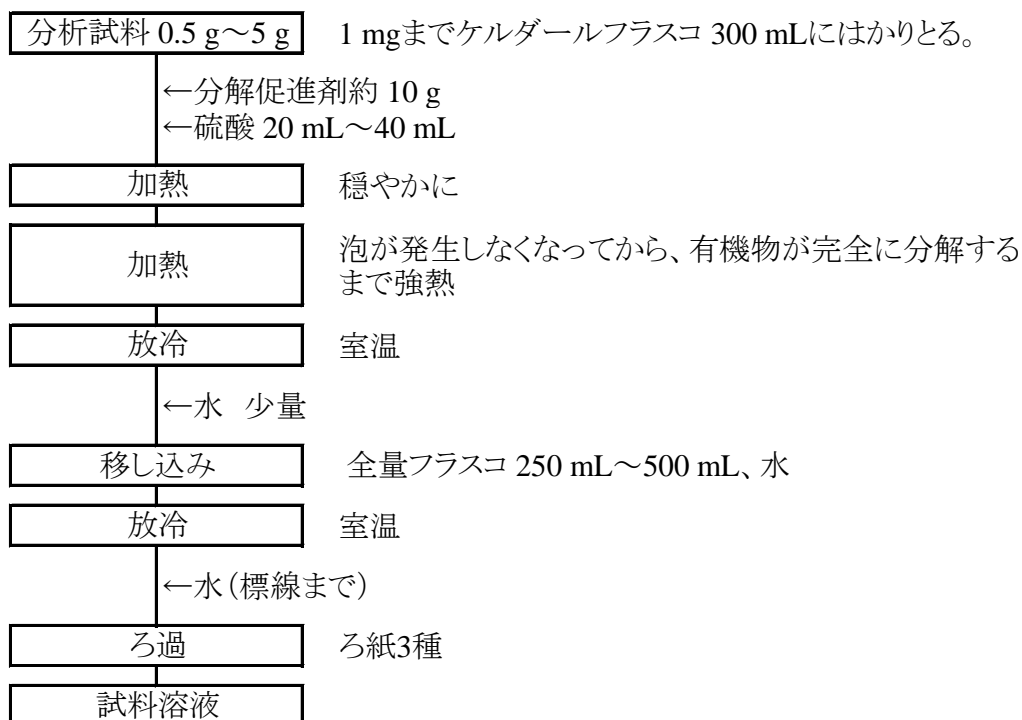 分析試料 0.5 g～5 g 1 mgまでケルダールフラスコ 300 mLにはかりとる。
←分解促進剤約 10 g
←硫酸 20 mL～40 mL
加熱 穏やかに
加熱 泡が発生しなくなってから、有機物が完全に分解する
まで強熱
放冷 室温
←水 少量
移し込み 全量フラスコ 250 mL～500 mL、水
放冷 室温
←水（標線まで）
ろ過 ろ紙3種
試料溶液